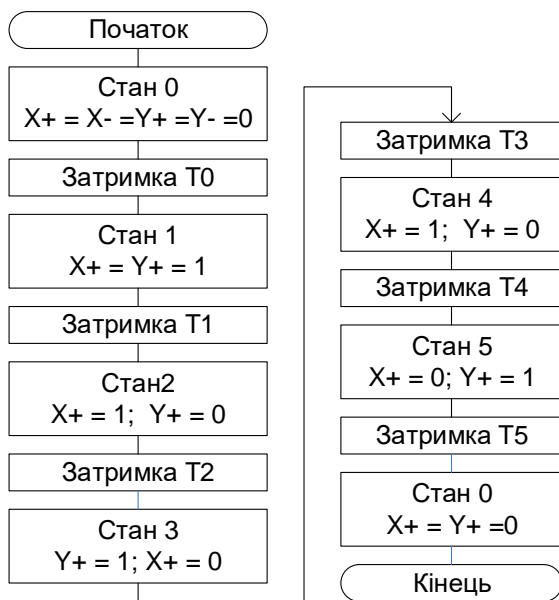 Початок
Стан 0
X+ = X- =Y+ =Y- =0
Затримка T0
Стан 1
X+ = Y+ = 1
Затримка T1
Стан2
X+ = 1;  Y+ = 0
Затримка T2
Стан 3
Y+ = 1; X+ = 0
Затримка T3
Стан 4
X+ = 1;  Y+ = 0
Затримка T4
Стан 5
X+ = 0; Y+ = 1
Затримка T5
Стан 0
X+ = Y+ =0
Кінець